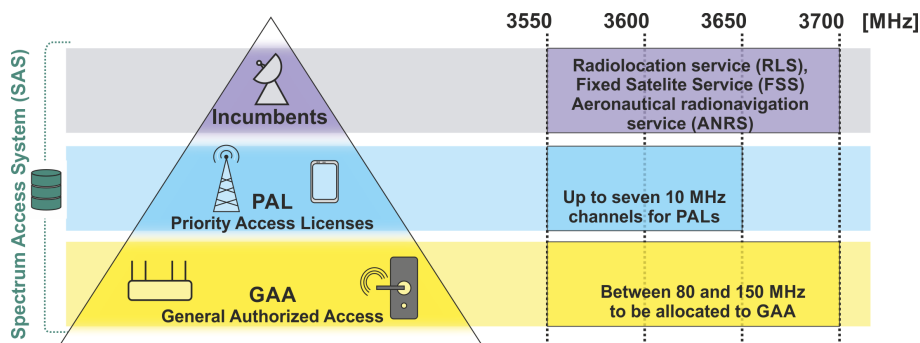 3550 3600 3650 3700 [MHz]
Spectrum Access System (SAS)
Incumbents
Radiolocation service (RLS),
Fixed Satelite Service (FSS)
Aeronautical radionavigation
service (ANRS)
PAL
Priority Access Licenses
Up to seven 10 MHz
channels for PALs
GAA
General Authorized Access
Between 80 and 150 MHz
to be allocated to GAA